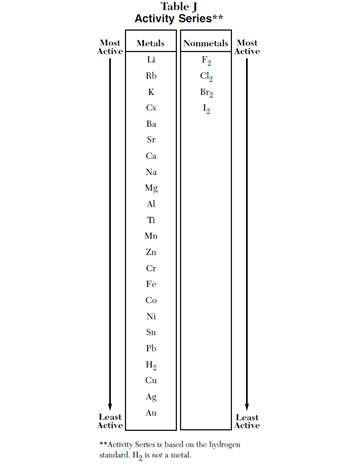 Table J
Activity Series**
Most Active
Metals
Nonmetals
Most Active
Li
F2
Rb
Cl2
K
Br2
Cs
I2
Ba
Sr
Ca
Na
Mg
Al
Ti
Mn
Zn
Cr
Fe
Co
Ni
Sn
Pb
H2
Cu
Ag
Au
Least Active
Least Active
**Activity Series is based on the hydrogen
standard. H2 is not a metal.